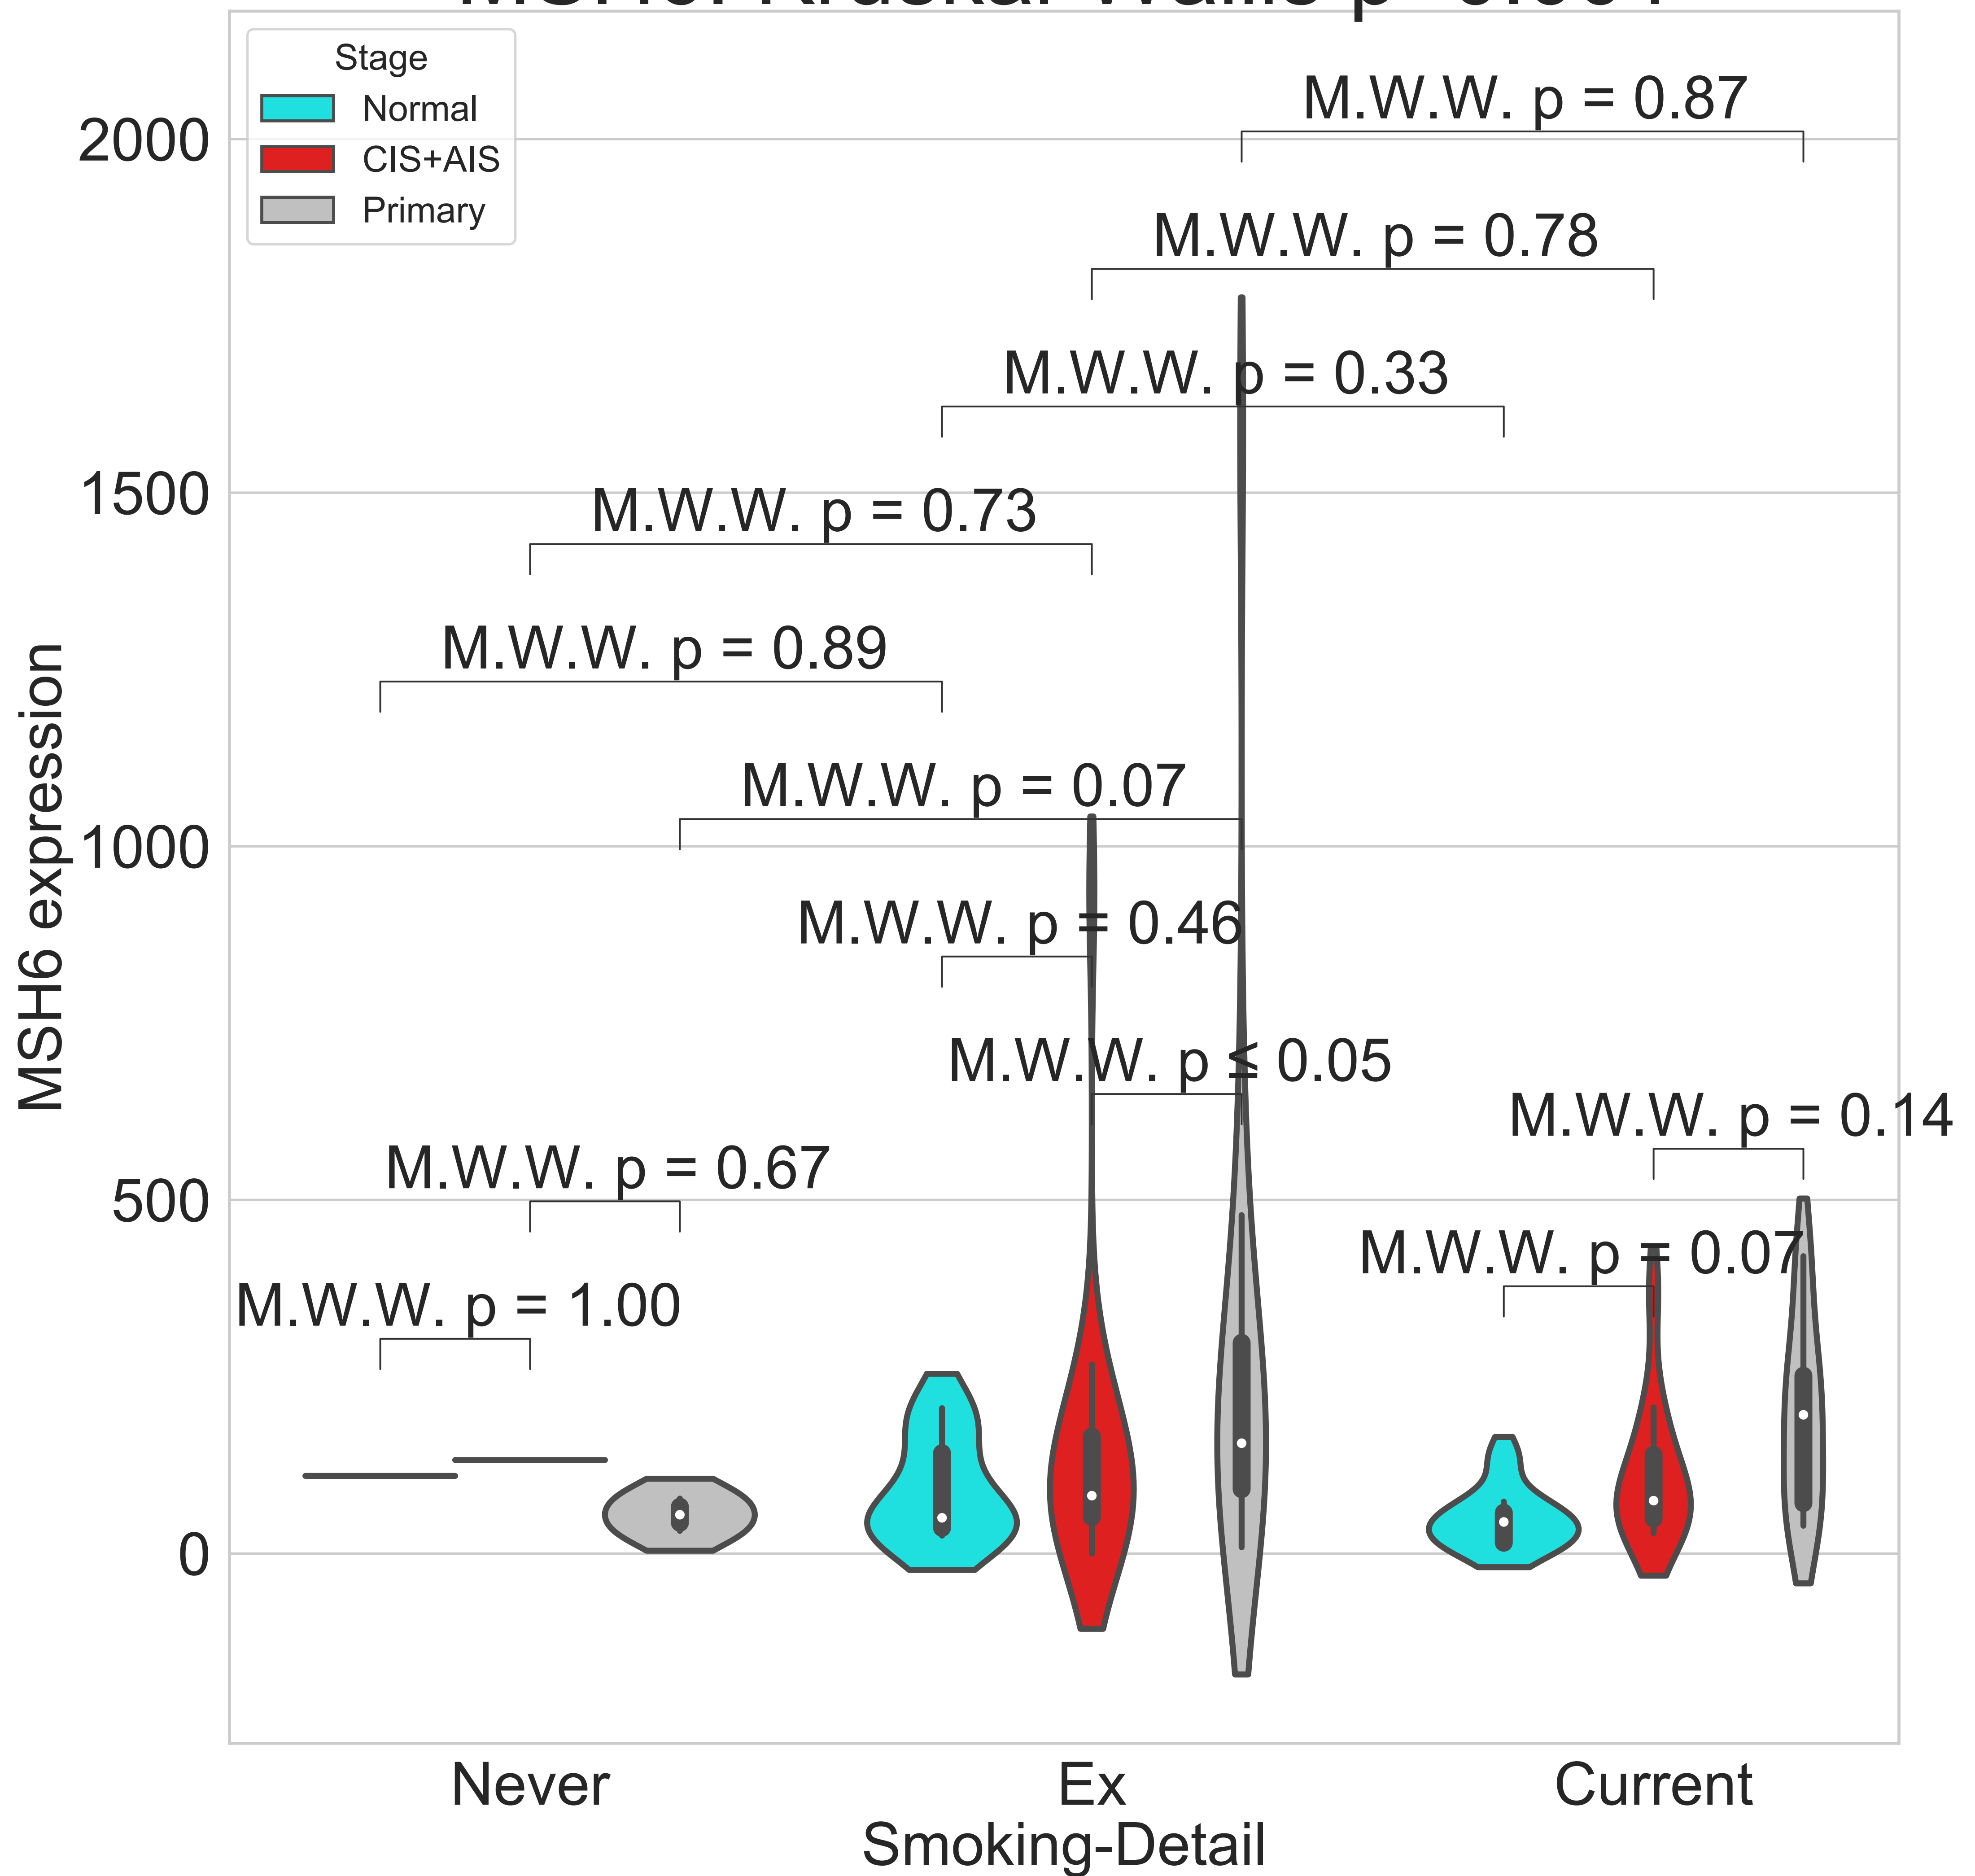 Stage
Normal
CIS+AIS
Primary
M.W.W. p = 0.87
M.W.W. p = 0.78
M.W.W. p = 0.33
M.W.W. p = 0.73
M.W.W. p = 0.89
M.W.W. p = 0.07
M.W.W. p = 0.46
M.W.W. p ≤ 0.05
M.W.W. p = 0.14
M.W.W. p = 0.67
M.W.W. p = 0.07
M.W.W. p = 1.00
2000
1500
1000
500
0
MSH6 expression
Never
Ex
Current
Smoking-Detail